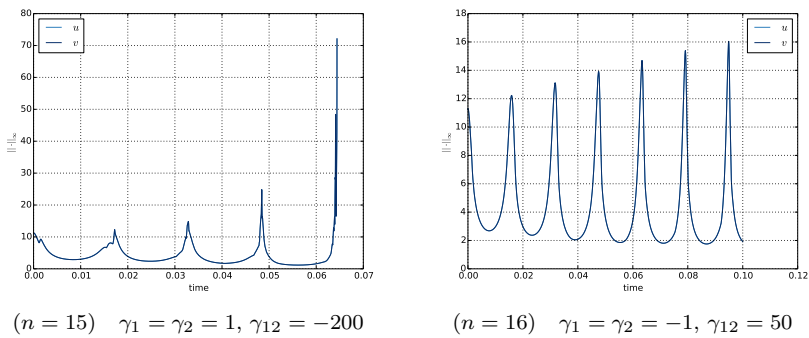 80
70
60
50
40
30
20
10
0
0.00 0.01 0.02 0.03 0.04 0.05 0.06 0.07
time
||·||∞
u
v
(n = 15) γ₁ = γ₂ = 1, γ₁₂ = −200
18
16
14
12
10
8
6
4
2
0
0.00 0.02 0.04 0.06 0.08 0.10 0.12
time
||·||∞
u
v
(n = 16) γ₁ = γ₂ = −1, γ₁₂ = 50